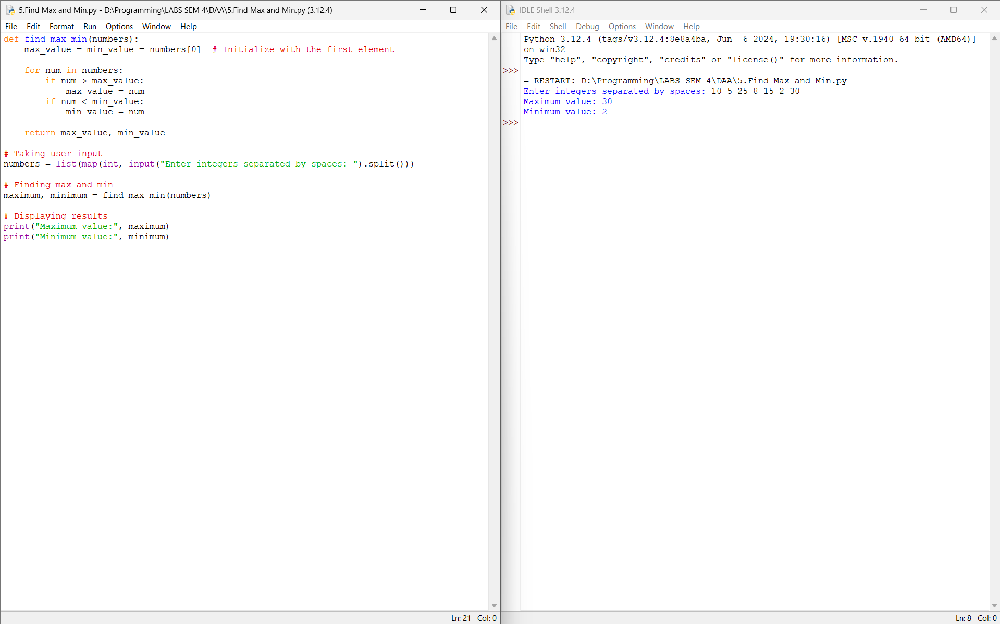 5.Find Max and Min.py - D:\Programming\LABS SEM 4\DAA\5.Find Max and Min.py (3.12.4)
File Edit Format Run Options Window Help
def find_max_min(numbers):
    max_value = min_value = numbers[0]  # Initialize with the first element

    for num in numbers:
        if num > max_value:
            max_value = num
        if num < min_value:
            min_value = num

    return max_value, min_value

# Taking user input
numbers = list(map(int, input("Enter integers separated by spaces: ").split()))

# Finding max and min
maximum, minimum = find_max_min(numbers)

# Displaying results
print("Maximum value:", maximum)
print("Minimum value:", minimum)
Ln: 21 Col: 0
IDLE Shell 3.12.4
File Edit Shell Debug Options Window Help
Python 3.12.4 (tags/v3.12.4:8e8a4ba, Jun  6 2024, 19:30:16) [MSC v.1940 64 bit (AMD64)]
on win32
Type "help", "copyright", "credits" or "license()" for more information.
>>>
= RESTART: D:\Programming\LABS SEM 4\DAA\5.Find Max and Min.py
Enter integers separated by spaces: 10 5 25 8 15 2 30
Maximum value: 30
Minimum value: 2
>>>
Ln: 8 Col: 0